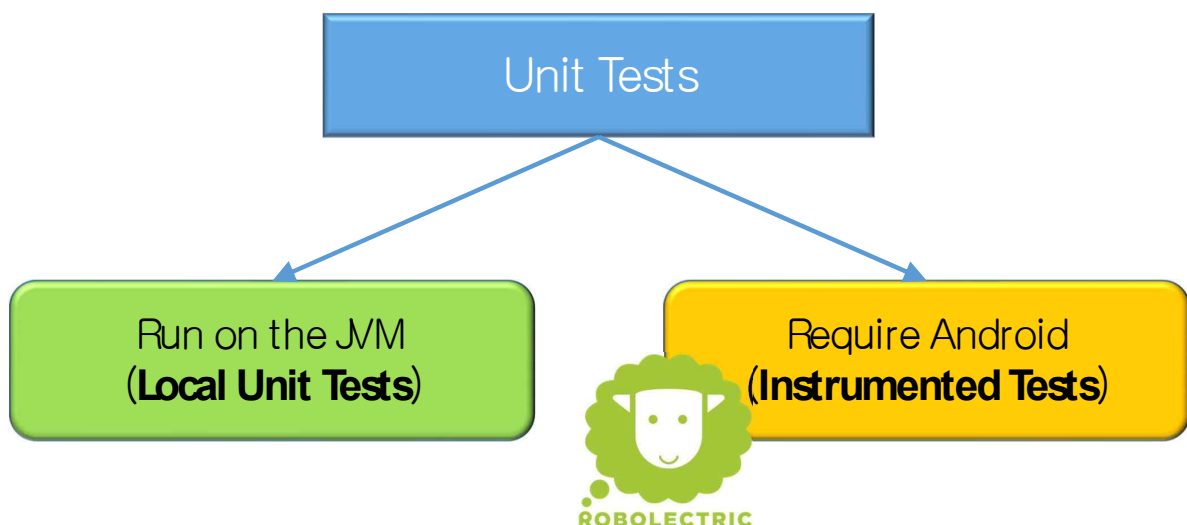 Unit Tests
Run on the JVM
(Local Unit Tests)
Require Android
(Instrumented Tests)
ROBOLECTRIC